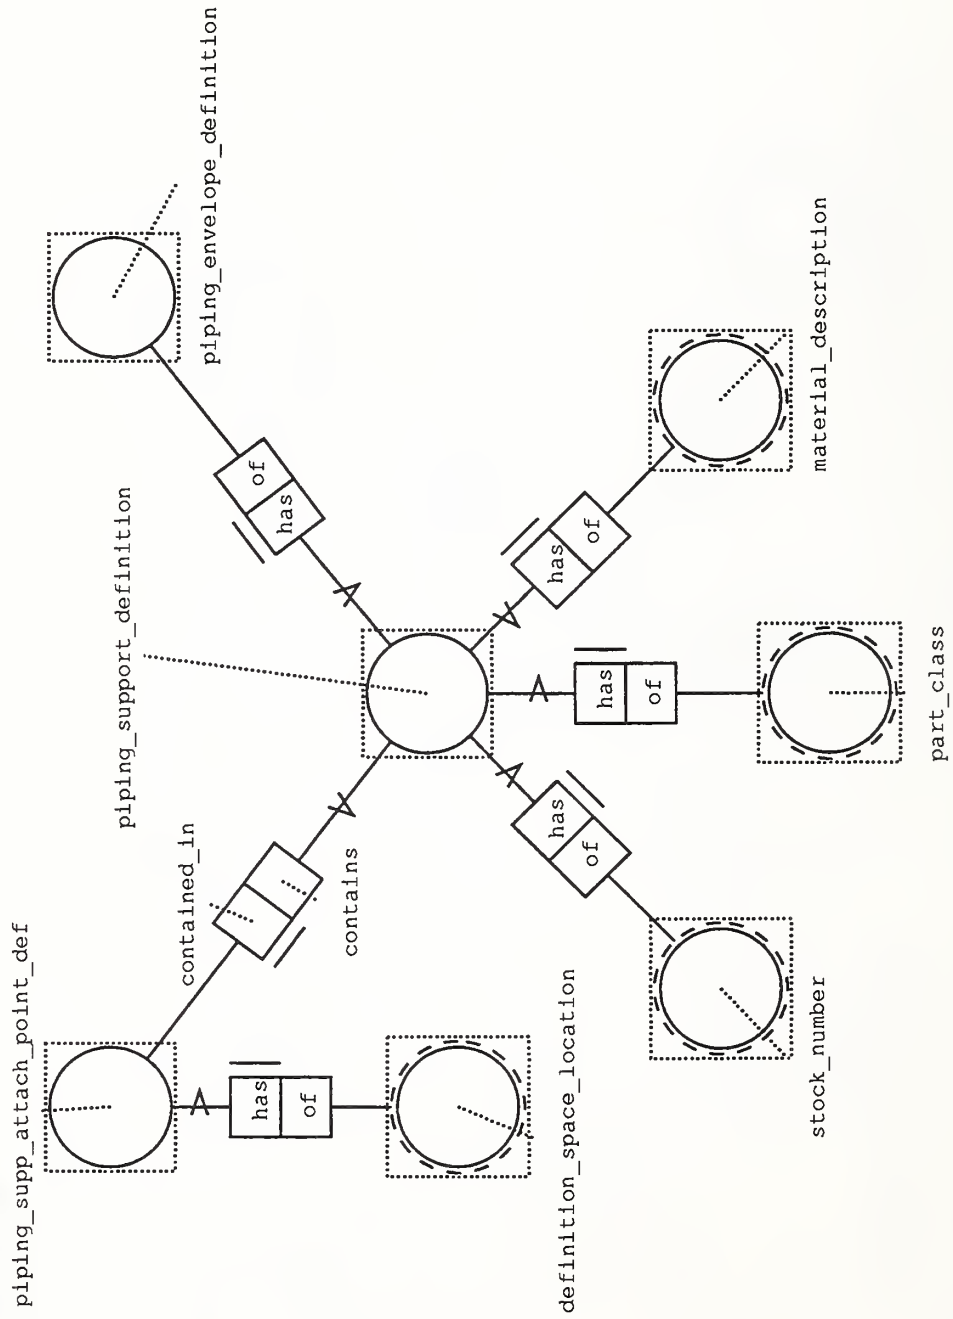 piping_supp_attach_point_def
contained_in
contains
piping_support_definition
piping_envelope_definition
has
of
has
of
definition_space_location
has
of
stock_number
has
of
part_class
has
of
material_description